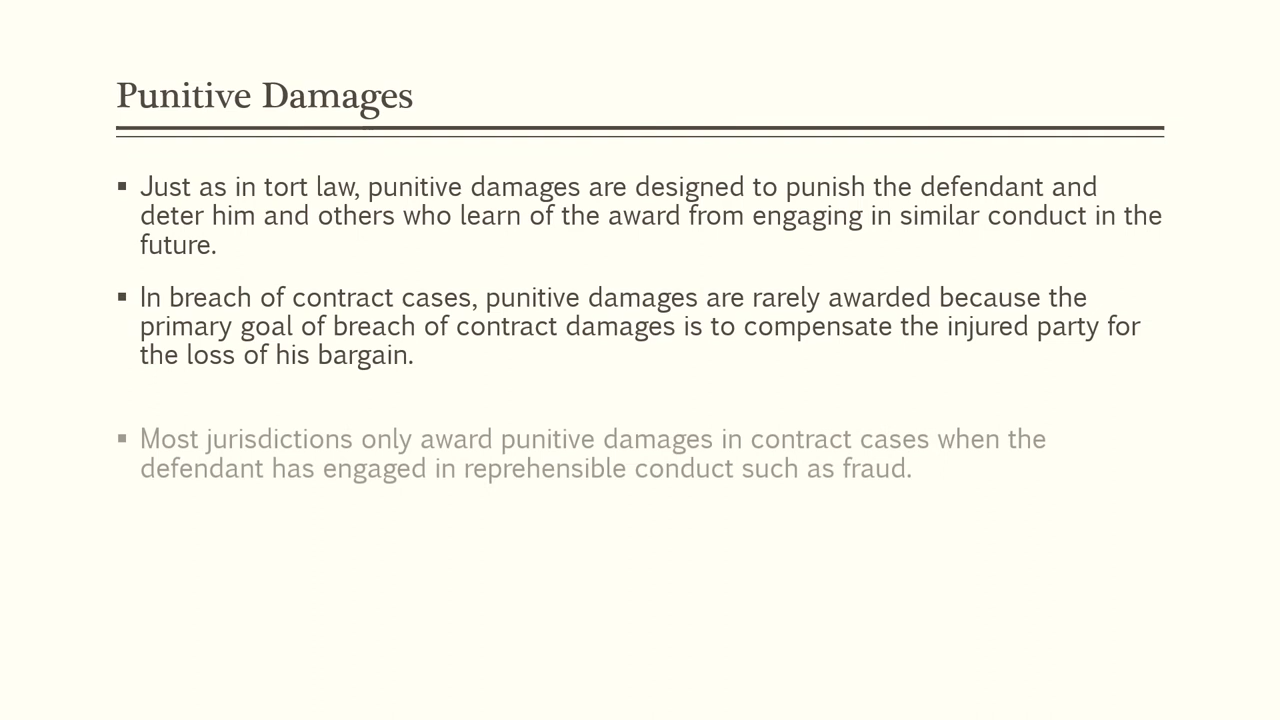 Punitive Damages
▪ Just as in tort law, punitive damages are designed to punish the defendant and
deter him and others who learn of the award from engaging in similar conduct in the
future.
▪ In breach of contract cases, punitive damages are rarely awarded because the
primary goal of breach of contract damages is to compensate the injured party for
the loss of his bargain.
▪ Most jurisdictions only award punitive damages in contract cases when the
defendant has engaged in reprehensible conduct such as fraud.